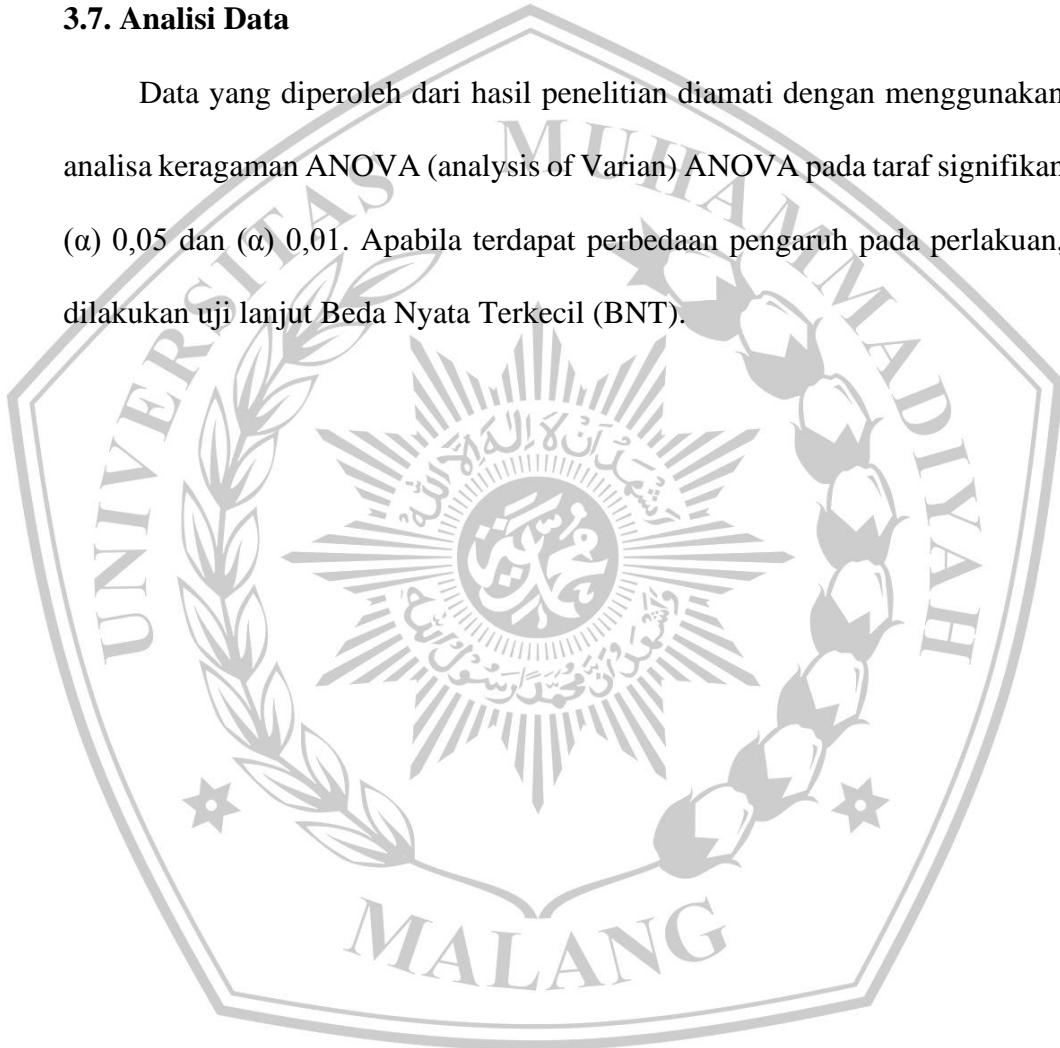 3.7. Analisi Data
Data yang diperoleh dari hasil penelitian diamati dengan menggunakan
analisa keragaman ANOVA (analysis of Varian) ANOVA pada taraf signifikan
(α) 0,05 dan (α) 0,01. Apabila terdapat perbedaan pengaruh pada perlakuan,
dilakukan uji lanjut Beda Nyata Terkecil (BNT).
UNIVERSITAS MUHAMMADIYAH
MALANG